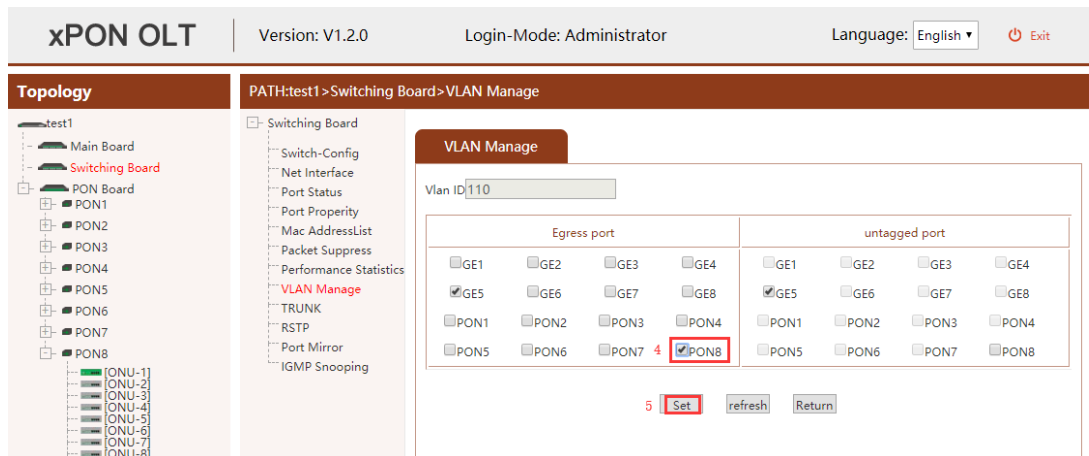 xPON OLT
Version: V1.2.0
Login-Mode: Administrator
Language: English
Exit
Topology
test1
Main Board
Switching Board
PON Board
PON1
PON2
PON3
PON4
PON5
PON6
PON7
PON8
[ONU-1]
[ONU-2]
[ONU-3]
[ONU-4]
[ONU-5]
[ONU-6]
[ONU-7]
[ONU-8]
PATH:test1>Switching Board>VLAN Manage
Switching Board
Switch-Config
Net Interface
Port Status
Port Properity
Mac AddressList
Packet Suppress
Performance Statistics
VLAN Manage
TRUNK
RSTP
Port Mirror
IGMP Snooping
VLAN Manage
Vlan ID 110
Egress port untagged port
GE1 GE2 GE3 GE4 GE1 GE2 GE3 GE4
GE5 GE6 GE7 GE8 GE5 GE6 GE7 GE8
PON1 PON2 PON3 PON4 PON1 PON2 PON3 PON4
PON5 PON6 PON7 4 PON8 PON5 PON6 PON7 PON8
5 Set refresh Return